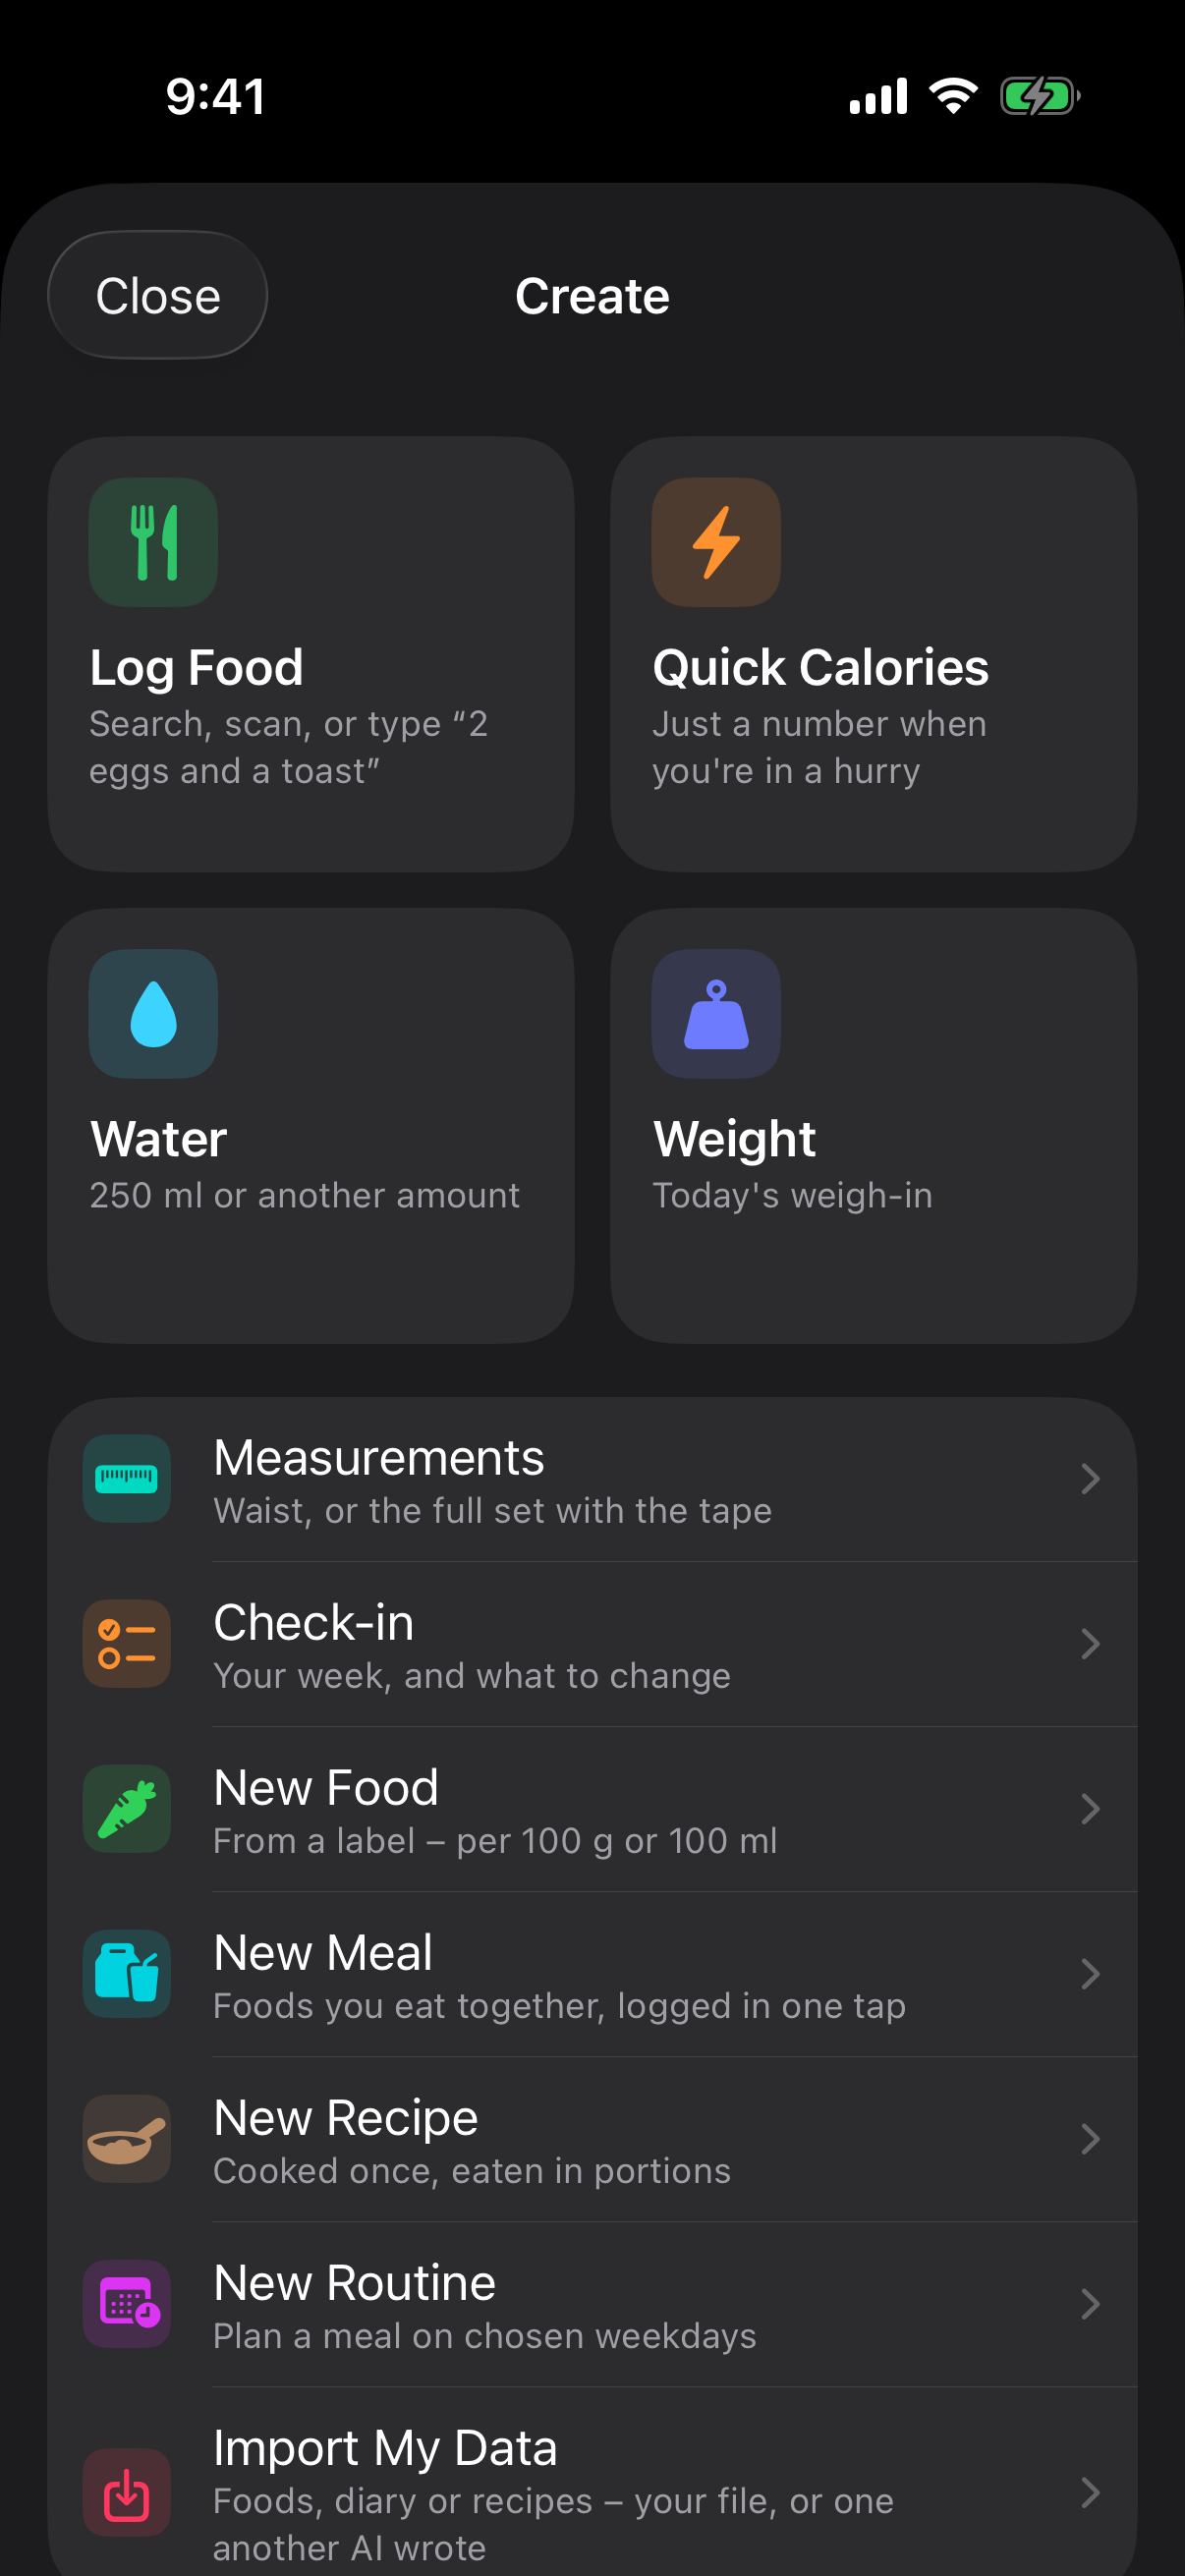 9:41
Close
Create
Log Food
Search, scan, or type “2
eggs and a toast”
Quick Calories
Just a number when
you're in a hurry
Water
250 ml or another amount
Weight
Today's weigh-in
Measurements
Waist, or the full set with the tape
Check-in
Your week, and what to change
New Food
From a label – per 100 g or 100 ml
New Meal
Foods you eat together, logged in one tap
New Recipe
Cooked once, eaten in portions
New Routine
Plan a meal on chosen weekdays
Import My Data
Foods, diary or recipes – your file, or one
another AI wrote